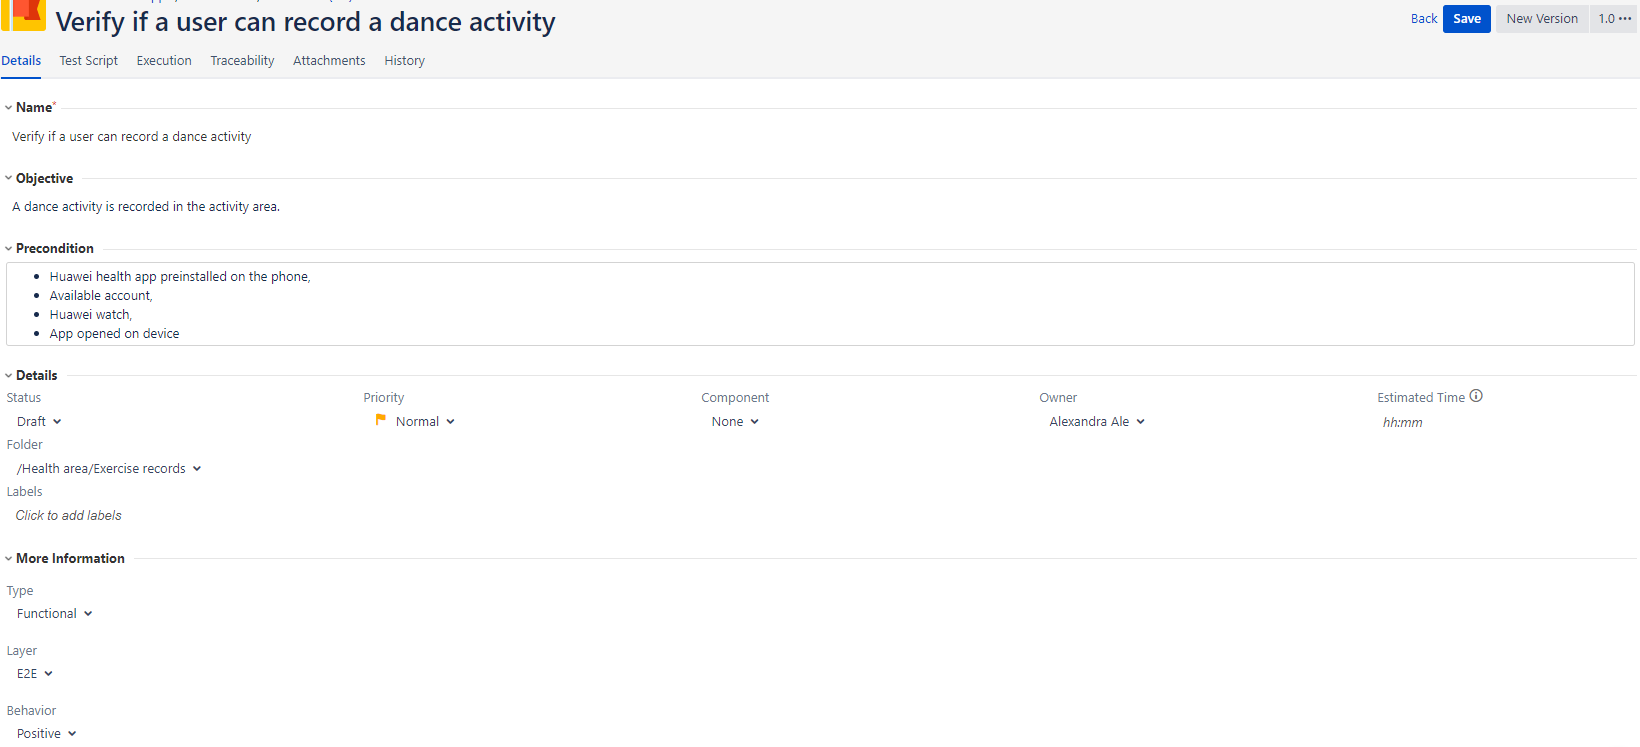 Verify if a user can record a dance activity
Back Save New Version 1.0
Details Test Script Execution Traceability Attachments History
Name*
Verify if a user can record a dance activity
Objective
A dance activity is recorded in the activity area.
Precondition
• Huawei health app preinstalled on the phone,
• Available account,
• Huawei watch,
• App opened on device
Details
Status Priority Component Owner Estimated Time
Draft Normal None Alexandra Ale hh:mm
Folder
/Health area/Exercise records
Labels
Click to add labels
More Information
Type
Functional
Layer
E2E
Behavior
Positive